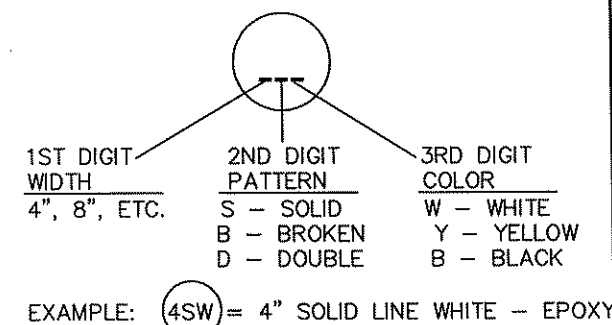 1ST DIGIT 2ND DIGIT 3RD DIGIT
WIDTH PATTERN COLOR
4", 8", ETC. S – SOLID W – WHITE
B – BROKEN Y – YELLOW
D – DOUBLE B – BLACK
EXAMPLE: 4SW = 4" SOLID LINE WHITE – EPOXY